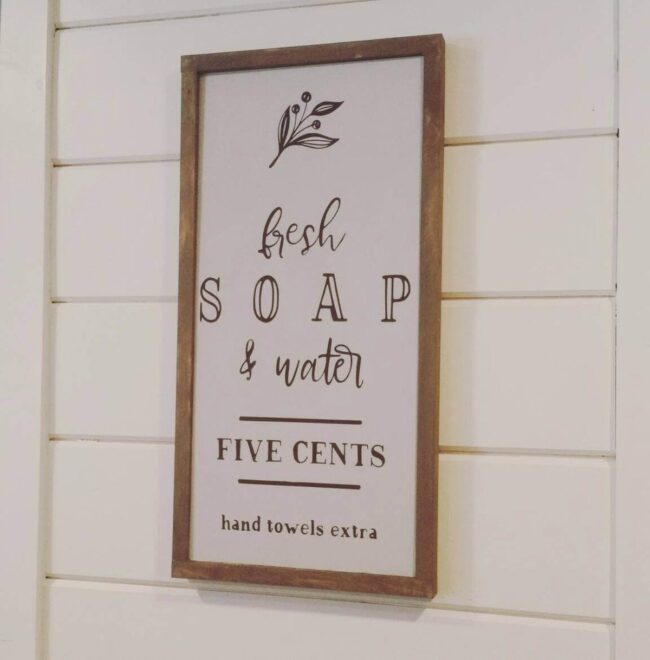 fresh
SOAP
& water
FIVE CENTS
hand towels extra